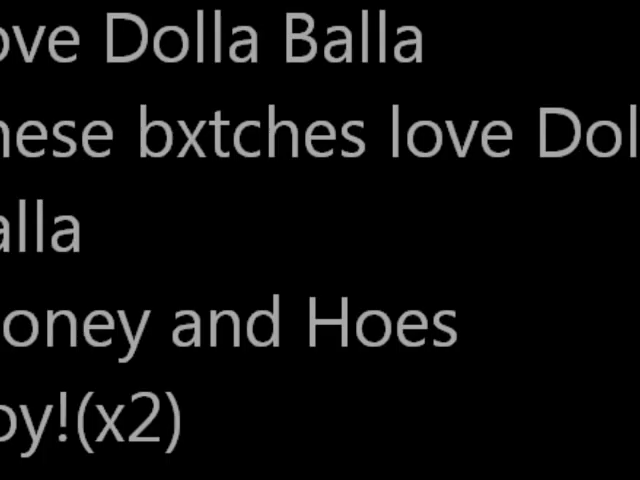 ove Dolla Balla
hese bxtches love Dol
alla
oney and Hoes
oy!(x2)